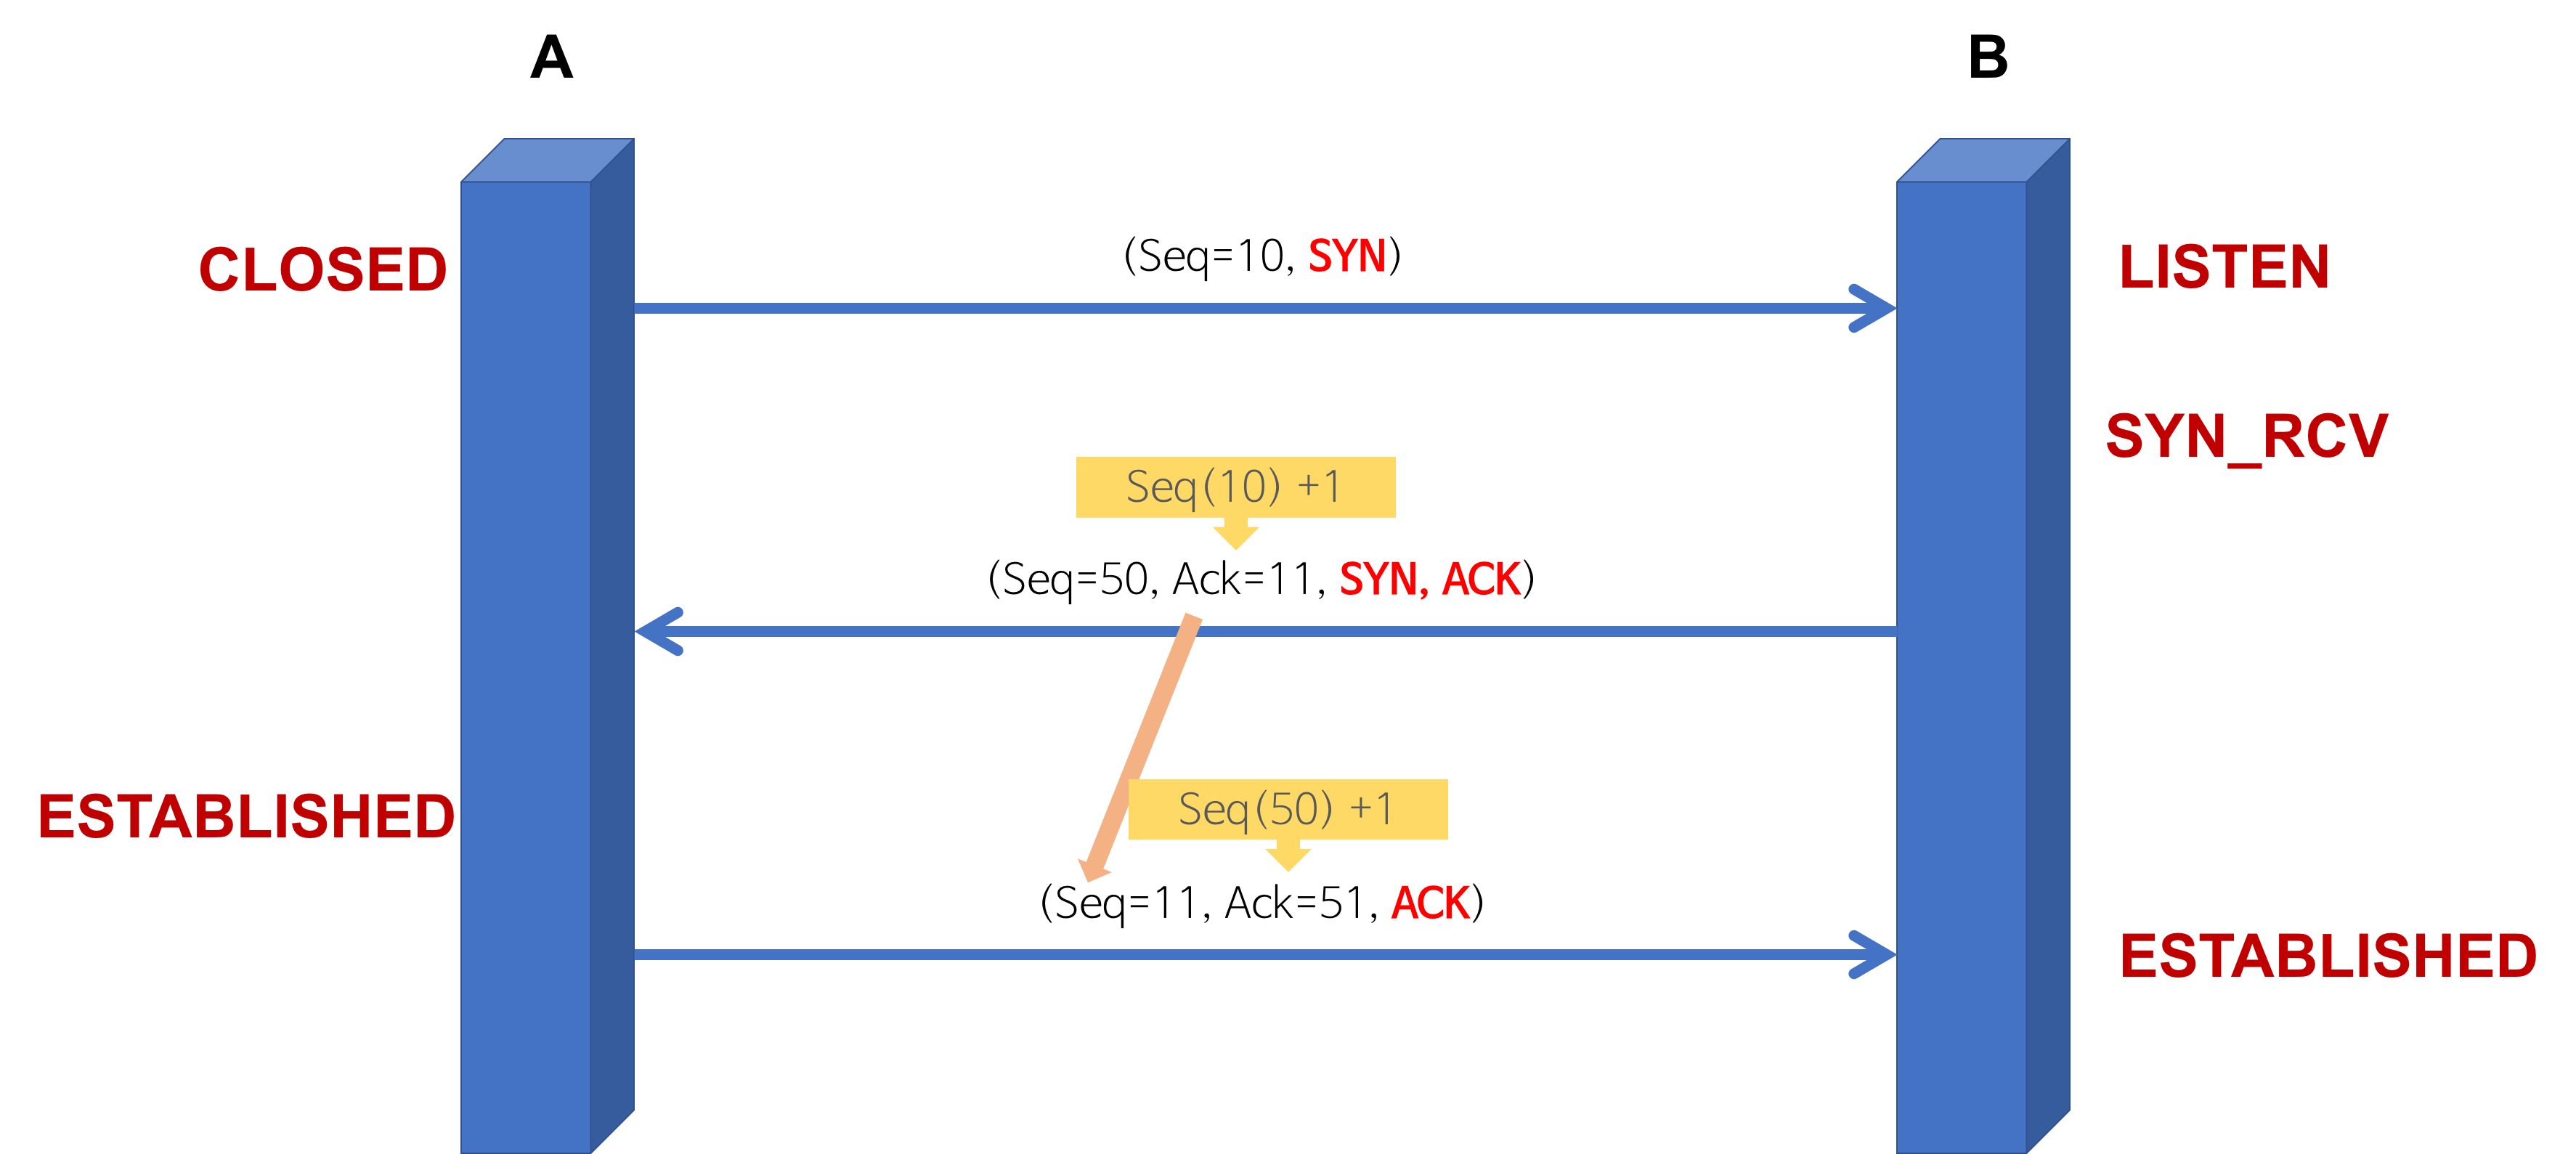 A
B
CLOSED
(Seq=10, SYN)
LISTEN
SYN_RCV
Seq(10) +1
(Seq=50, Ack=11, SYN, ACK)
ESTABLISHED
Seq(50) +1
(Seq=11, Ack=51, ACK)
ESTABLISHED